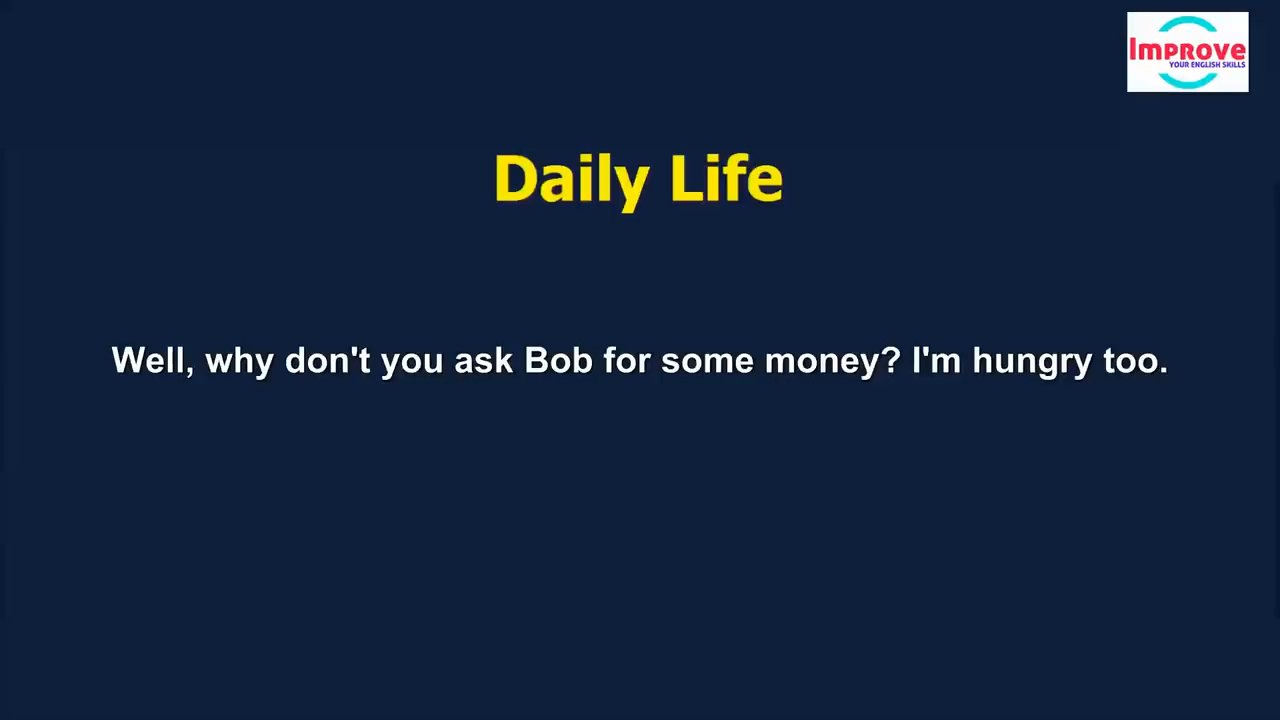 Improve
YOUR ENGLISH SKILLS
Daily Life
Well, why don't you ask Bob for some money? I'm hungry too.